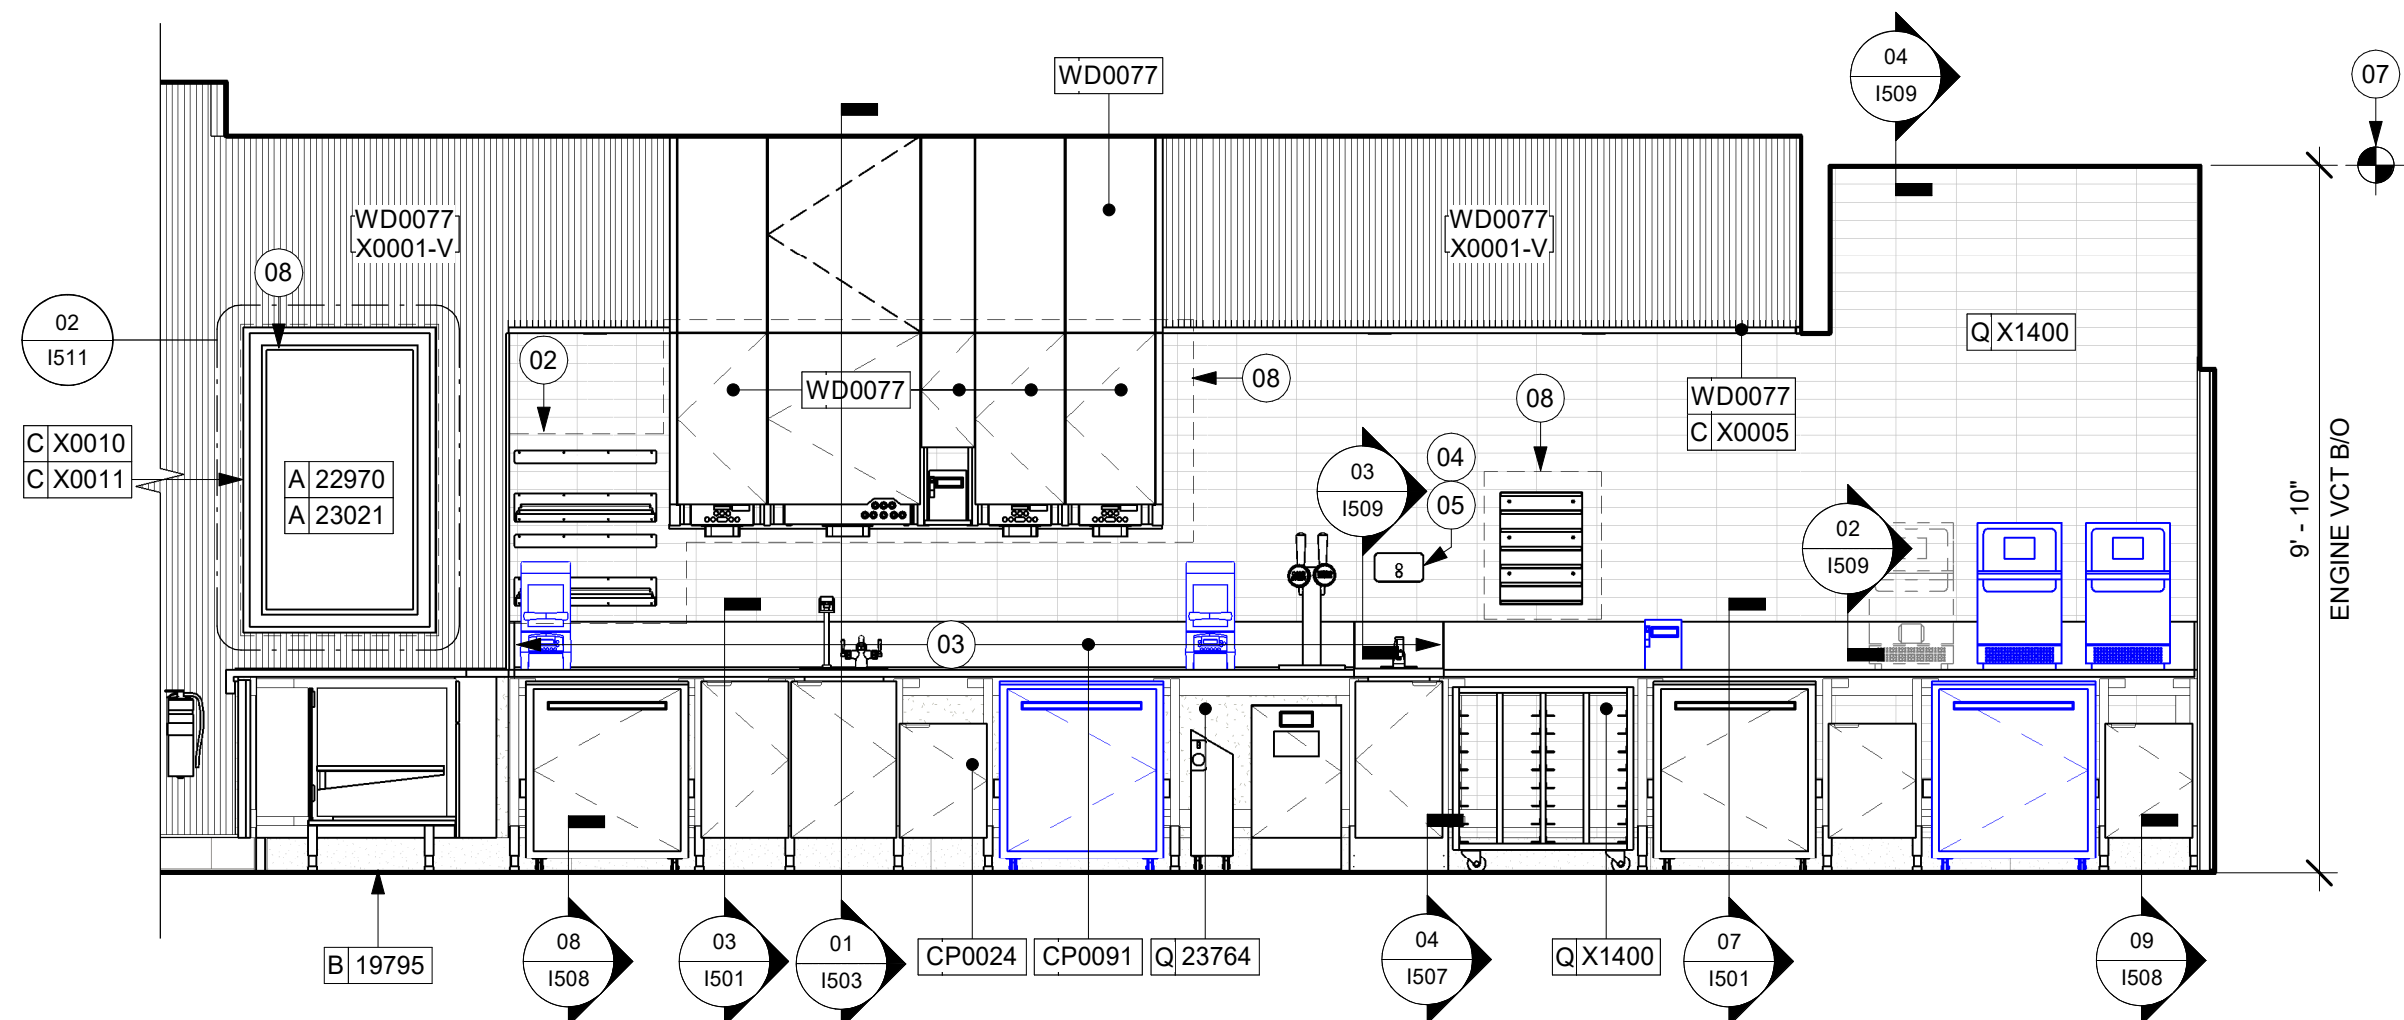 04
I509
07
WD0077
WD0077
X0001-V
WD0077
X0001-V
08
02
I511
Q X1400
02
WD0077
08
08
WD0077
C X0005
C X0010
C X0011
A 22970
A 23021
03
I509
04
05
02
I509
9' - 10"
ENGINE VCT B/O
8
03
B 19795
08
I508
03
I501
01
I503
CP0024
CP0091
Q 23764
04
I507
Q X1400
07
I501
09
I508